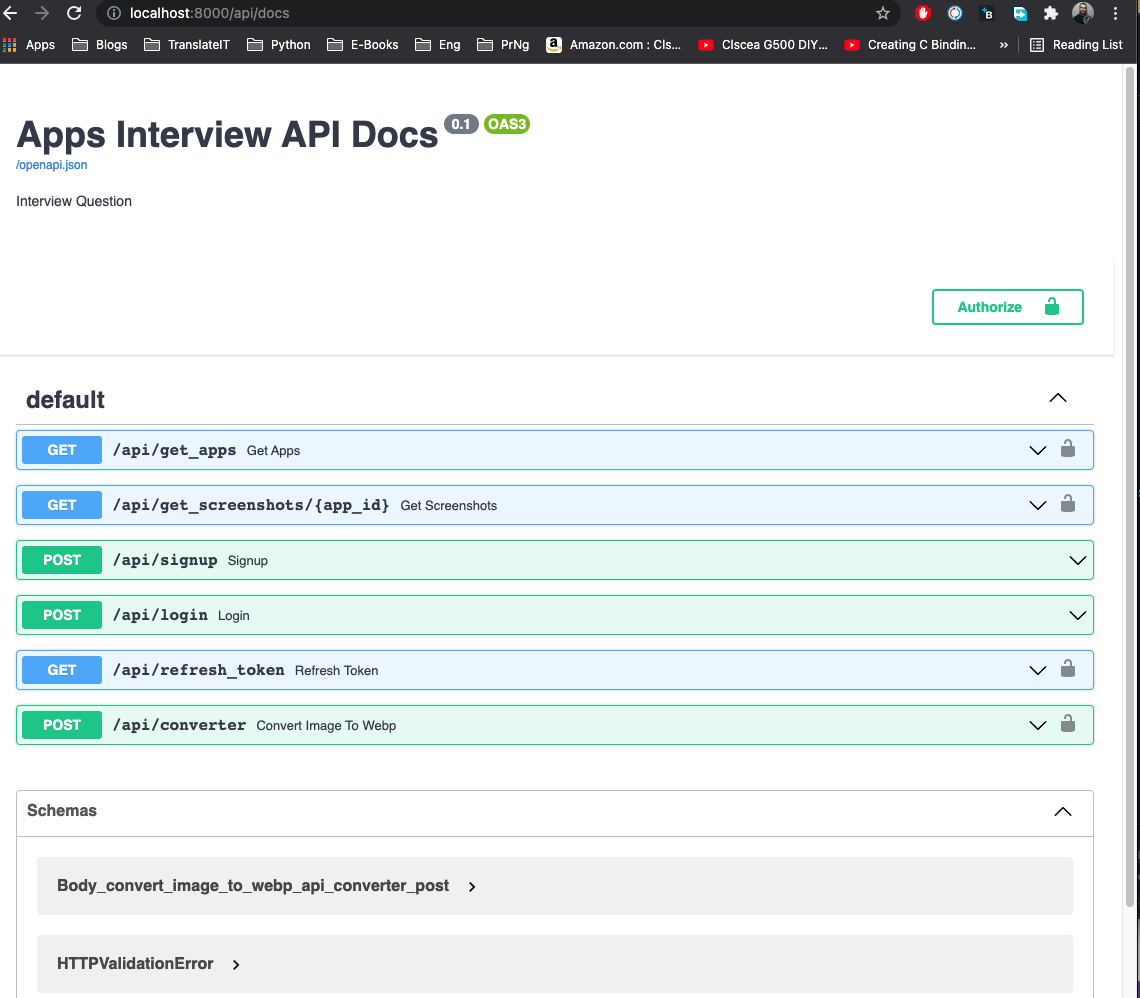 localhost:8000/api/docs
Apps Blogs TranslateIT Python E-Books Eng PrNg Amazon.com : Cls... Clscea G500 DIY... Creating C Bindin... » Reading List
Apps Interview API Docs 0.1 OAS3
/openapi.json
Interview Question
Authorize
default
GET /api/get_apps Get Apps
GET /api/get_screenshots/{app_id} Get Screenshots
POST /api/signup Signup
POST /api/login Login
GET /api/refresh_token Refresh Token
POST /api/converter Convert Image To Webp
Schemas
Body_convert_image_to_webp_api_converter_post
HTTPValidationError